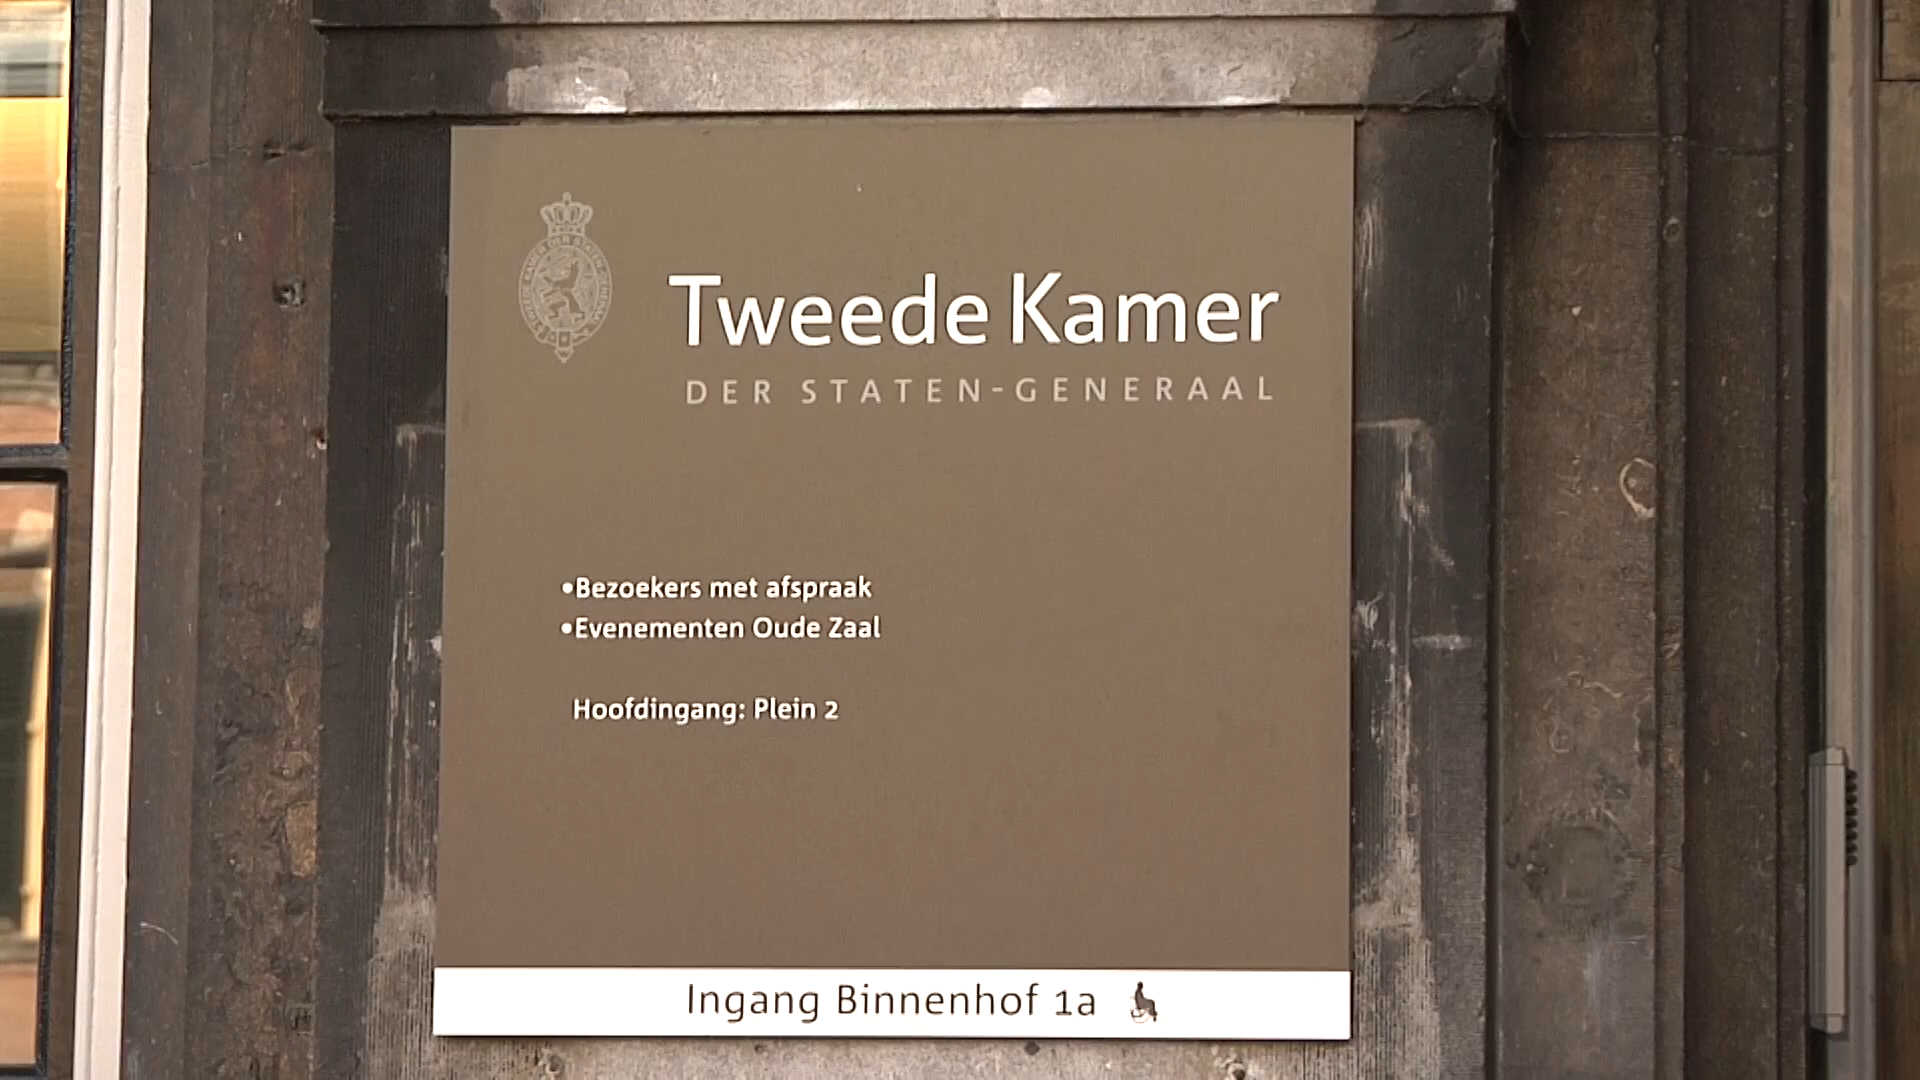 Tweede Kamer
DER STATEN-GENERAAL
•Bezoekers met afspraak
•Evenementen Oude Zaal
Hoofdingang: Plein 2
Ingang Binnenhof 1a